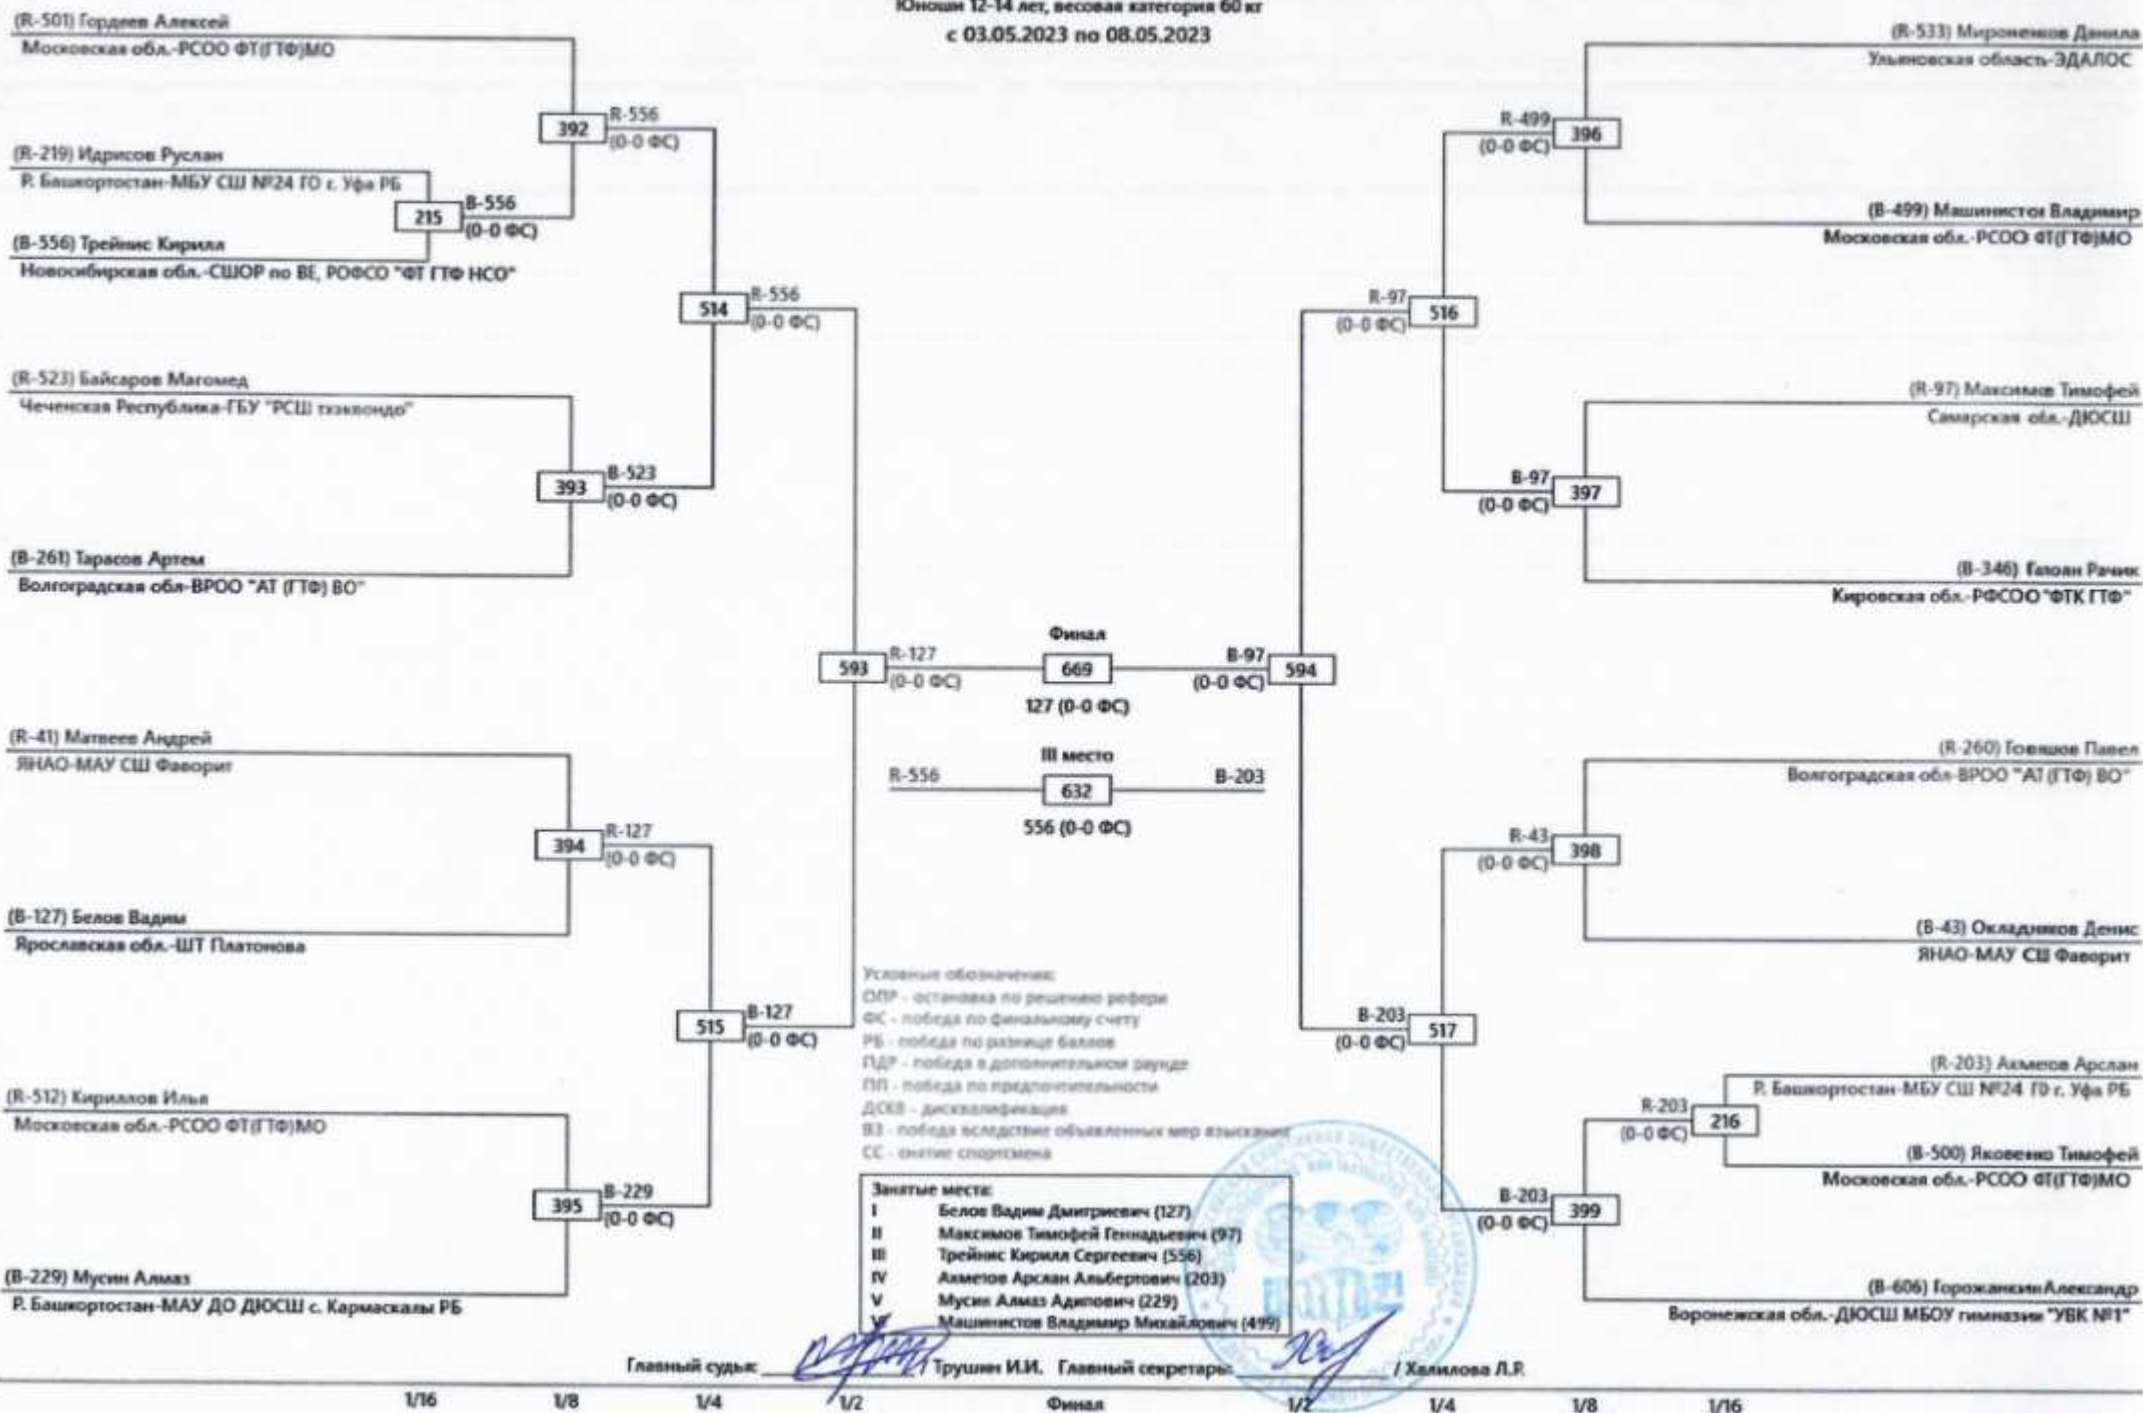 Юноши 12-14 лет, весовая категория 60 кг
с 03.05.2023 по 08.05.2023
(R-501) Гордеев Алексей
Московская обл.-РСОО ФТ(ГТФ)МО
392
R-556
(0-0 ФС)
(R-219) Идрисов Руслан
Р. Башкортостан-МБУ СШ №24 ГО г. Уфа РБ
215
B-556
(0-0 ФС)
(B-556) Трейнис Кирилл
Новосибирская обл.-СШОР по ВЕ, РОФСО "ФТ ГТФ НСО"
514
R-556
(0-0 ФС)
(R-523) Байсаров Магомед
Чеченская Республика-ГБУ "РСШ тхэквондо"
393
B-523
(0-0 ФС)
(B-261) Тарасов Артем
Волгоградская обл-ВРОО "АТ (ГТФ) ВО"
593
R-127
(0-0 ФС)
(R-41) Матвеев Андрей
ЯНАО-МАУ СШ Фаворит
394
R-127
(0-0 ФС)
(B-127) Белов Вадим
Ярославская обл.-ШТ Платонова
515
B-127
(0-0 ФС)
(R-512) Кириллов Илья
Московская обл.-РСОО ФТ(ГТФ)МО
395
B-229
(0-0 ФС)
(B-229) Мусин Алмаз
Р. Башкортостан-МАУ ДО ДЮСШ с. Кармаскалы РБ
Финал
669
127 (0-0 ФС)
III место
R-556
632
B-203
556 (0-0 ФС)
(R-533) Мироненков Данила
Ульяновская область-ЭДАЛОС
R-499
(0-0 ФС)
396
(B-499) Машинистов Владимир
Московская обл.-РСОО ФТ(ГТФ)МО
R-97
(0-0 ФС)
516
(R-97) Максимов Тимофей
Самарская обл.-ДЮСШ
B-97
(0-0 ФС)
397
(B-346) Рачик
Кировская обл.-РФСОО "ФТК ГТФ"
B-97
(0-0 ФС)
594
(R-260) Павел
Волгоградская обл-ВРОО "АТ (ГТФ) ВО"
R-43
(0-0 ФС)
398
(B-43) Окладников Денис
ЯНАО-МАУ СШ Фаворит
B-203
(0-0 ФС)
517
(R-203) Ахметов Арслан
Р. Башкортостан-МБУ СШ №24 ГО г. Уфа РБ
R-203
(0-0 ФС)
216
(B-500) Яковенко Тимофей
Московская обл.-РСОО ФТ(ГТФ)МО
B-203
(0-0 ФС)
399
(B-606) ГорожанкинАлександр
Воронежская обл.-ДЮСШ МБОУ гимназии "УВК №1"
Условные обозначения:
ОПР - остановка по решению рефери
ФС - победа по финальному счету
РБ - победа по разнице баллов
ПДР - победа в дополнительном раунде
ПП - победа по предпочтительности
ДСКВ - дисквалификация
ВЗ - победа вследствие объявленных мер взыскания
СС - снятие спортсмена
Занятые места:
I Белов Вадим Дмитриевич (127)
II Максимов Тимофей Геннадьевич (97)
III Трейнис Кирилл Сергеевич (556)
IV Ахметов Арслан Альбертович (203)
V Мусин Алмаз Адипович (229)
VI Машинистов Владимир Михайлович (499)
Главный судья: / Трушин И.И. Главный секретарь: / Халилова Л.Р.
1/16 1/8 1/4 1/2 Финал 1/2 1/4 1/8 1/16